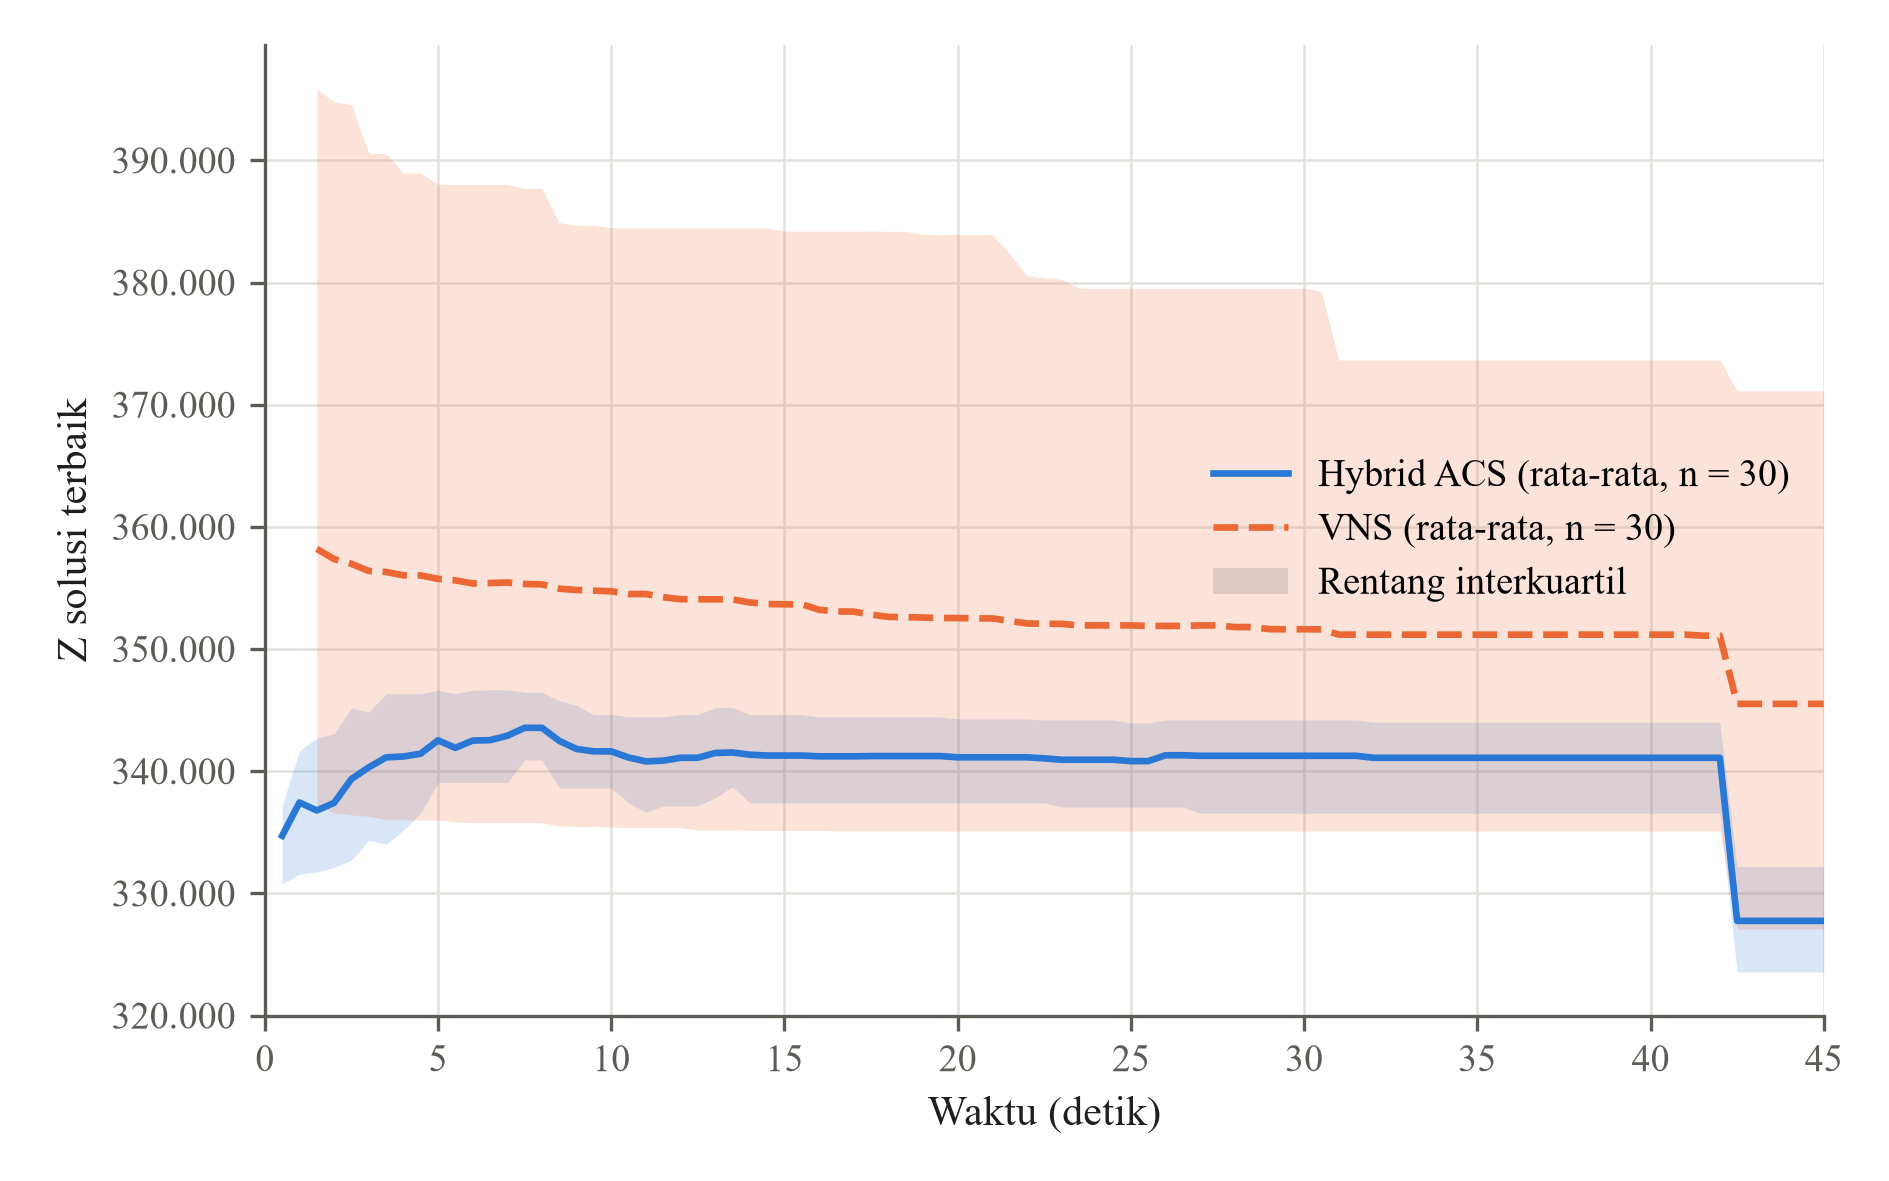 390.000
380.000
370.000
360.000
350.000
340.000
330.000
320.000
Z solusi terbaik
Hybrid ACS (rata-rata, n = 30)
VNS (rata-rata, n = 30)
Rentang interkuartil
0 5 10 15 20 25 30 35 40 45
Waktu (detik)